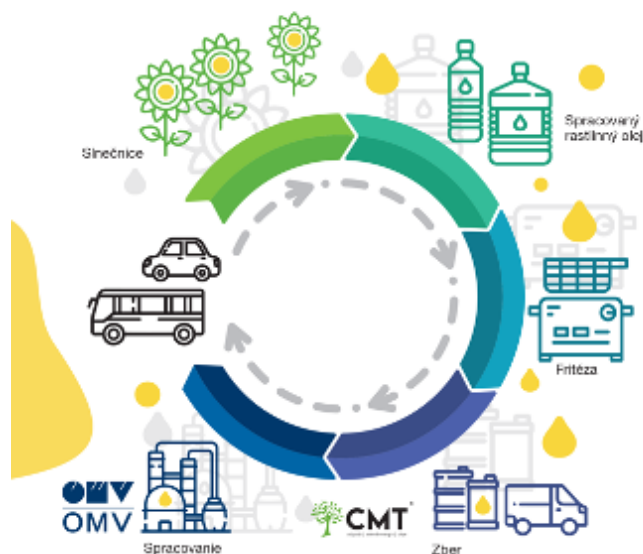 Slnečnice
Spracovaný
rastlinný olej
Fritéza
Zber
CMT
Spracovanie
OMV
OMV